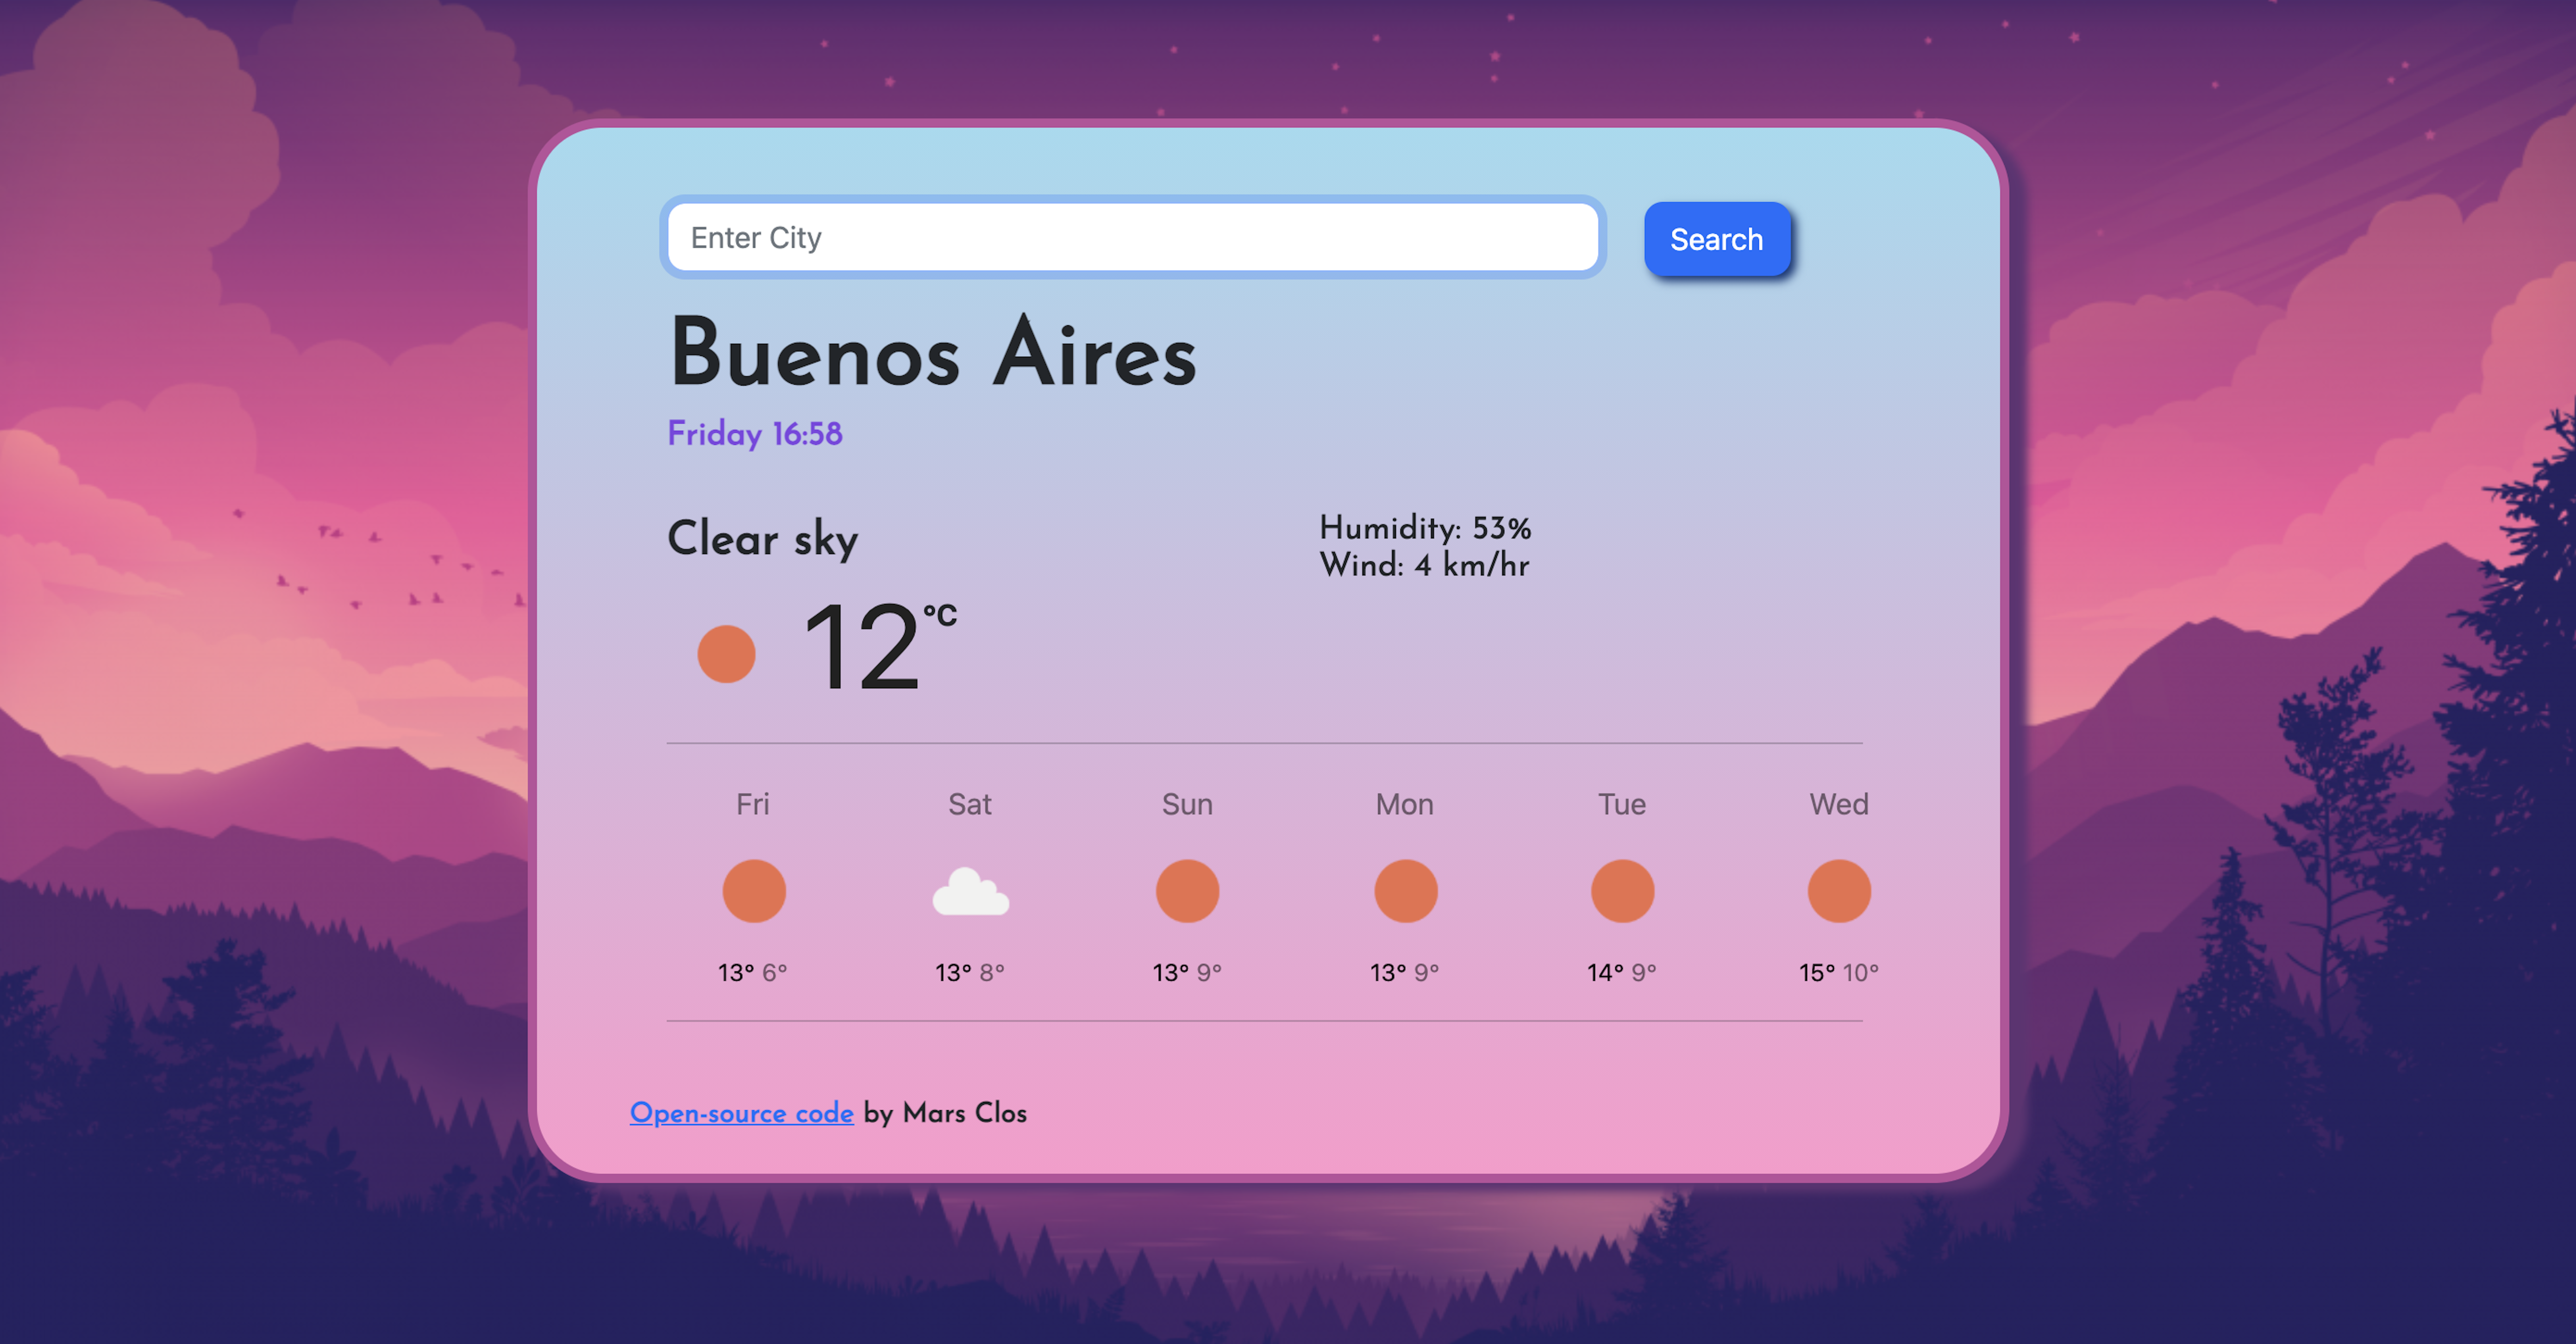 Enter City
Search
Buenos Aires
Friday 16:58
Clear sky
Humidity: 53%
Wind: 4 km/hr
12°C
Fri Sat Sun Mon Tue Wed
13° 6° 13° 8° 13° 9° 13° 9° 14° 9° 15° 10°
Open-source code by Mars Clos